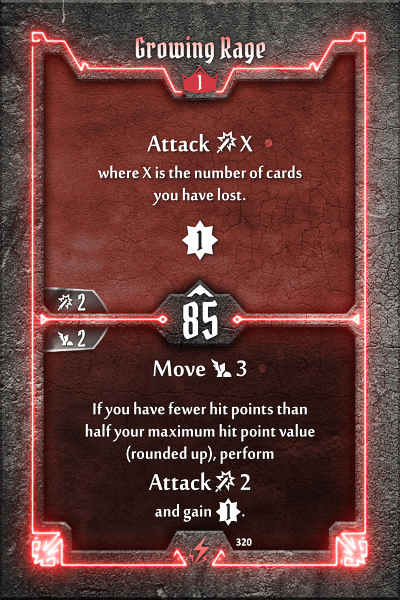 Growing Rage
1
Attack X
where X is the number of cards
you have lost.
1
2
85
2
Move 3
If you have fewer hit points than
half your maximum hit point value
(rounded up), perform
Attack 2
and gain 1.
320